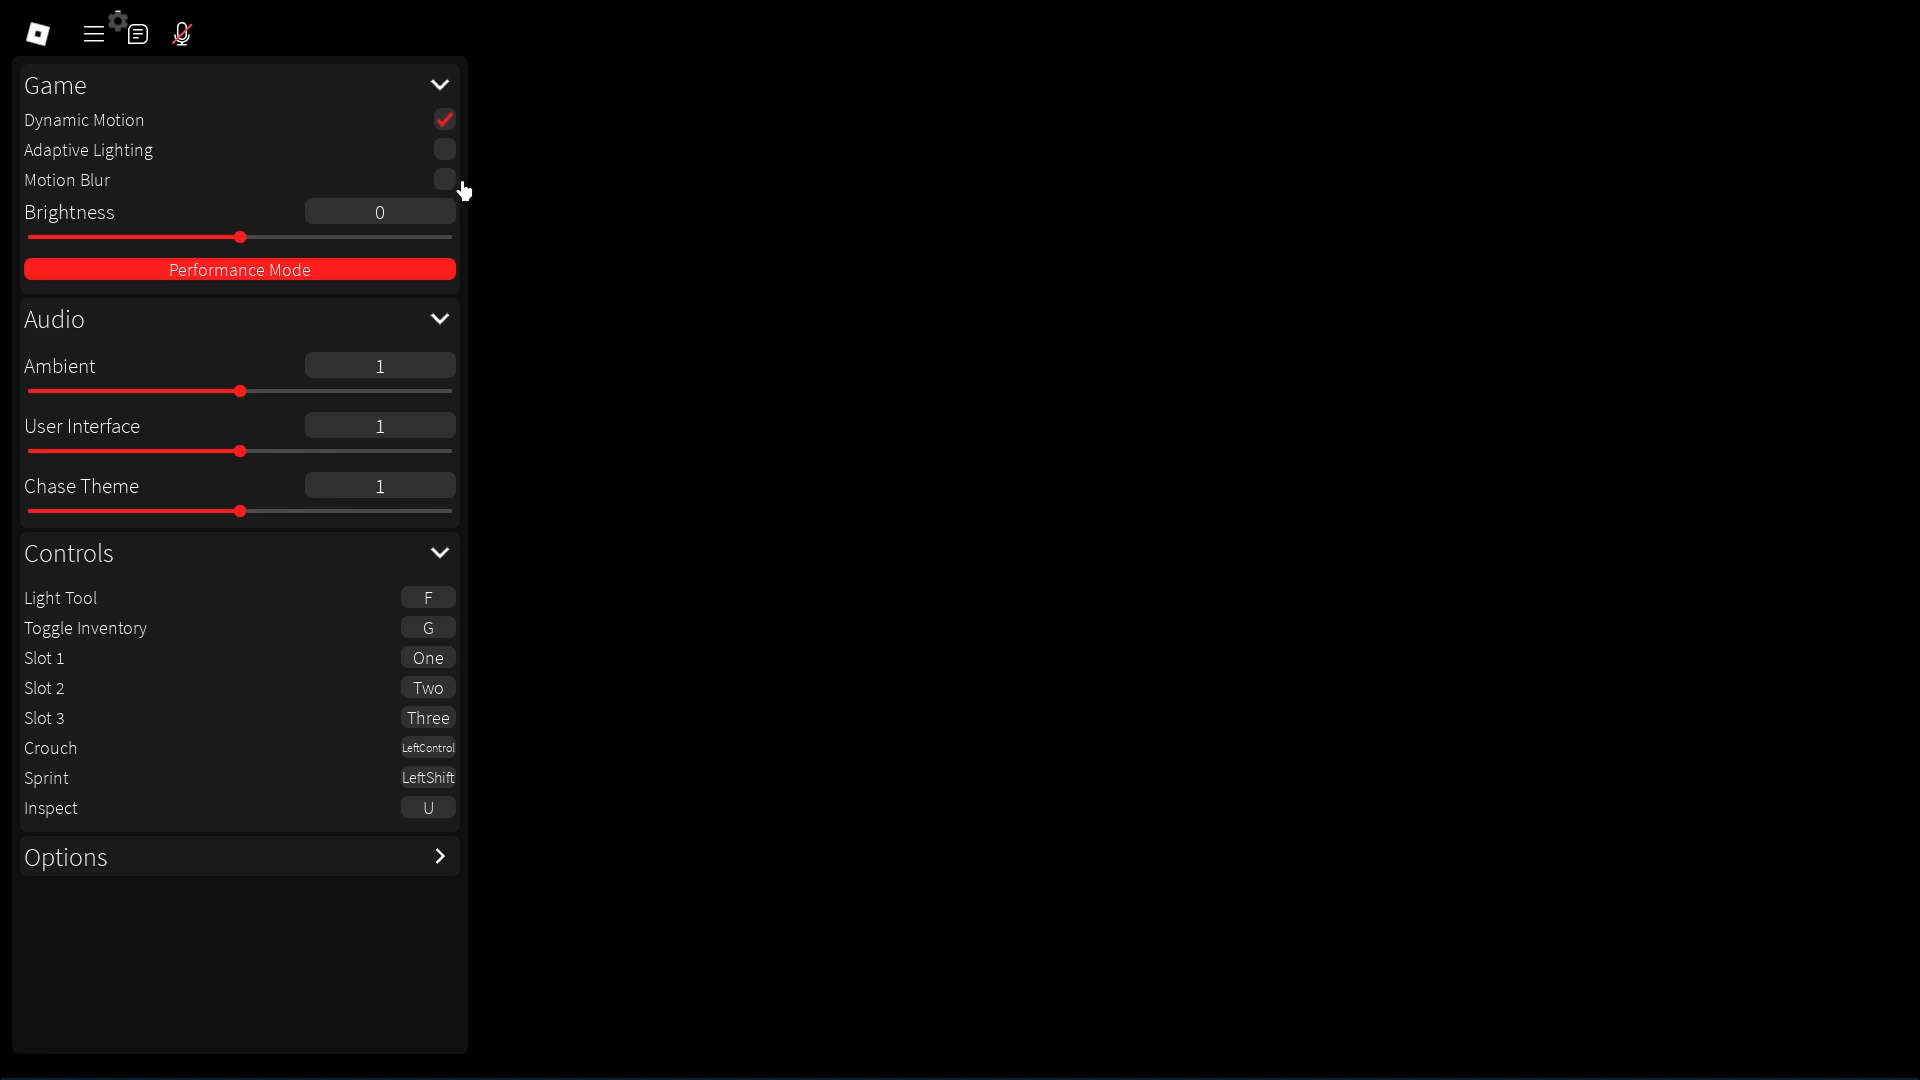 Game
Dynamic Motion
Adaptive Lighting
Motion Blur
Brightness 0
Performance Mode
Audio
Ambient 1
User Interface 1
Chase Theme 1
Controls
Light Tool F
Toggle Inventory G
Slot 1 One
Slot 2 Two
Slot 3 Three
Crouch LeftControl
Sprint LeftShift
Inspect U
Options